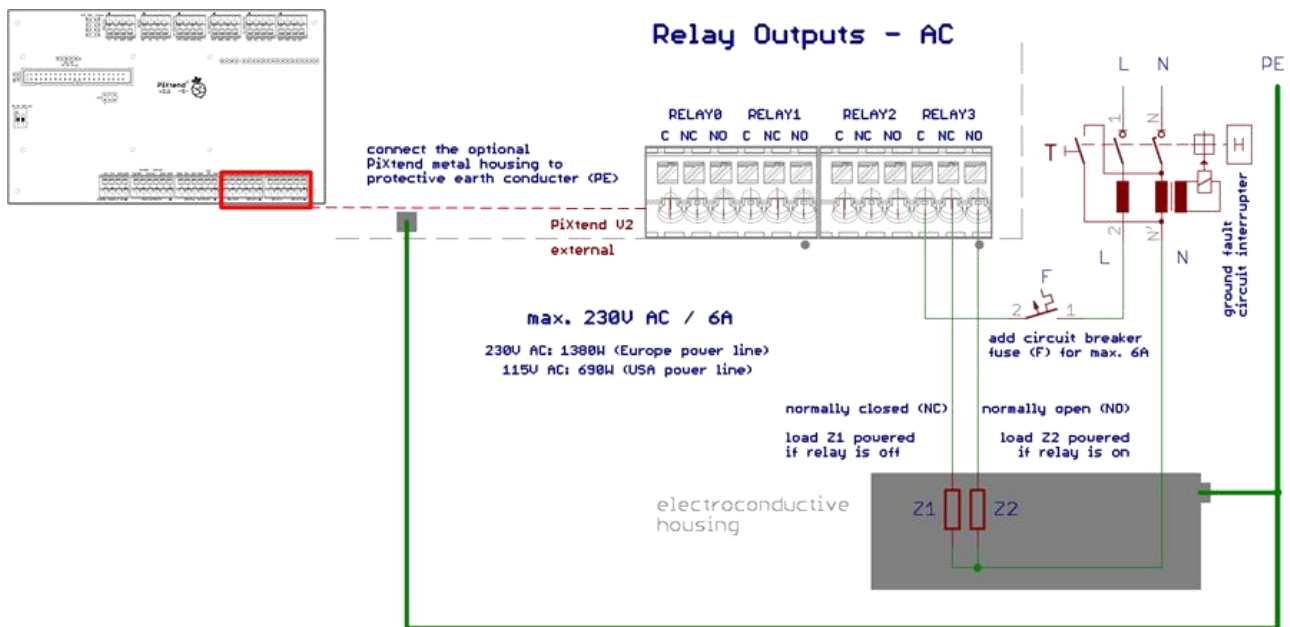 Relay Outputs - AC
L N PE
RELAY0 RELAY1 RELAY2 RELAY3
C NC NO C NC NO C NC NO C NC NO
PiXtend
connect the optional
PiXtend metal housing to
protective earth conducter (PE)
PiXtend V2
external
1 N
T
H
2 N'
L N
ground fault
circuit interrupter
F
2 1
add circuit breaker
fuse (F) for max. 6A
max. 230V AC / 6A
230V AC: 1380W (Europe power line)
115V AC: 690W (USA power line)
normally closed (NC)
load Z1 powered
if relay is off
normally open (NO)
load Z2 powered
if relay is on
electroconductive
housing
Z1 Z2